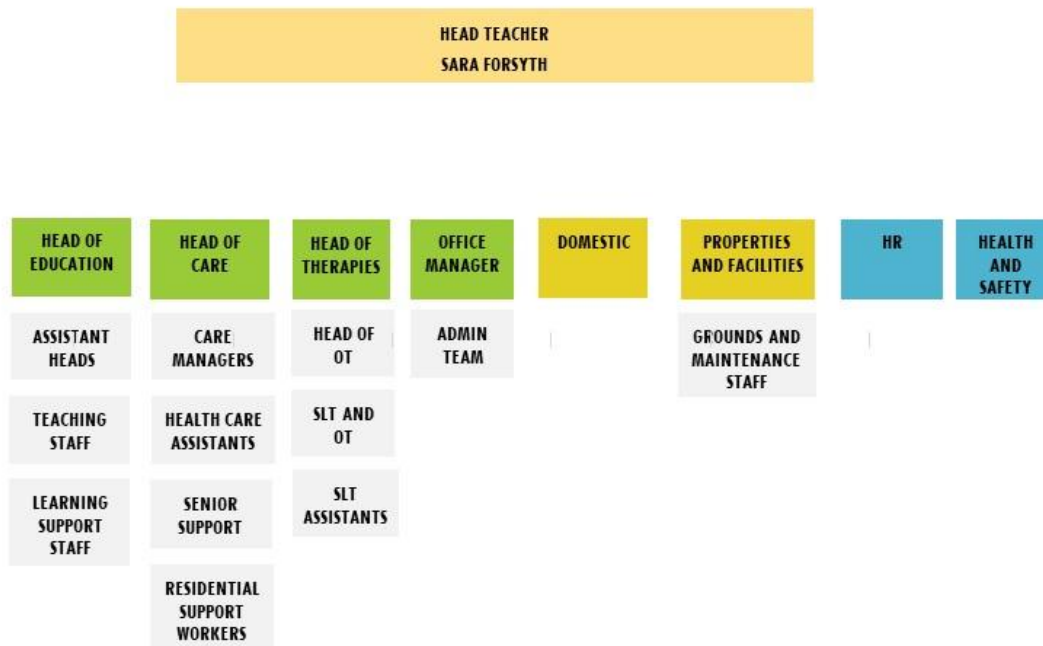 HEAD TEACHER
SARA FORSYTH
HEAD OF
EDUCATION
HEAD OF
CARE
HEAD OF
THERAPIES
OFFICE
MANAGER
DOMESTIC
PROPERTIES
AND FACILITIES
HR
HEALTH
AND
SAFETY
ASSISTANT
HEADS
CARE
MANAGERS
HEAD OF
OT
ADMIN
TEAM
GROUNDS AND
MAINTENANCE
STAFF
TEACHING
STAFF
HEALTH CARE
ASSISTANTS
SLT AND
OT
LEARNING
SUPPORT
STAFF
SENIOR
SUPPORT
SLT
ASSISTANTS
RESIDENTIAL
SUPPORT
WORKERS